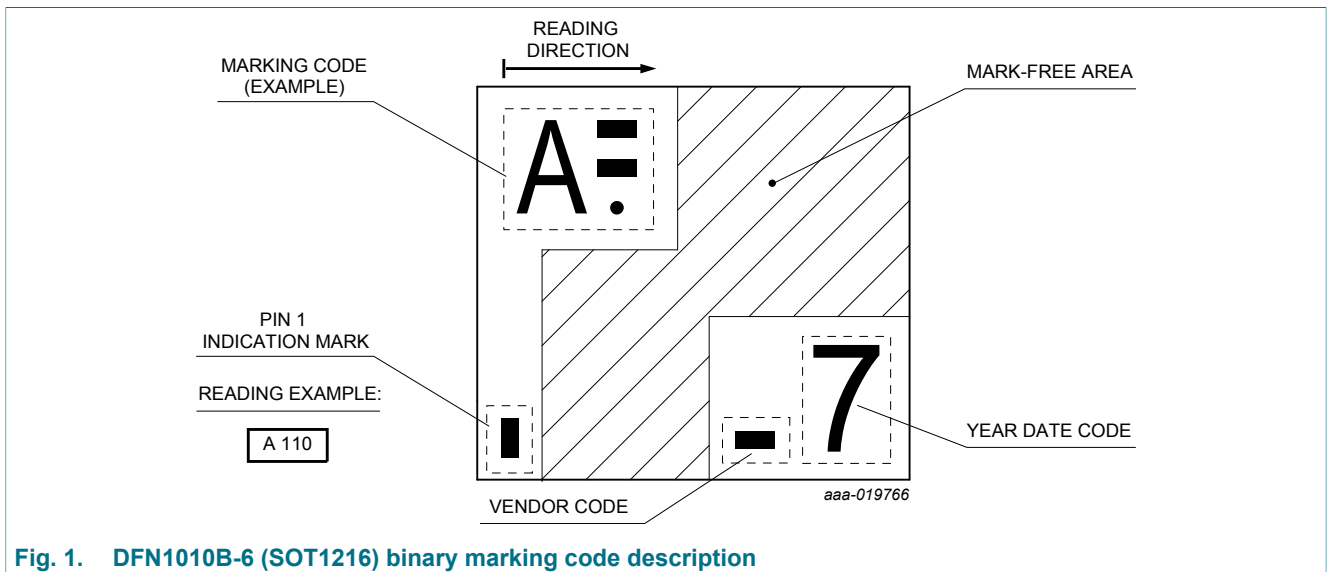 READING
DIRECTION
MARKING CODE
(EXAMPLE)
MARK-FREE AREA
A
PIN 1
INDICATION MARK
READING EXAMPLE:
A 110
7
YEAR DATE CODE
VENDOR CODE
aaa-019766
Fig. 1. DFN1010B-6 (SOT1216) binary marking code description